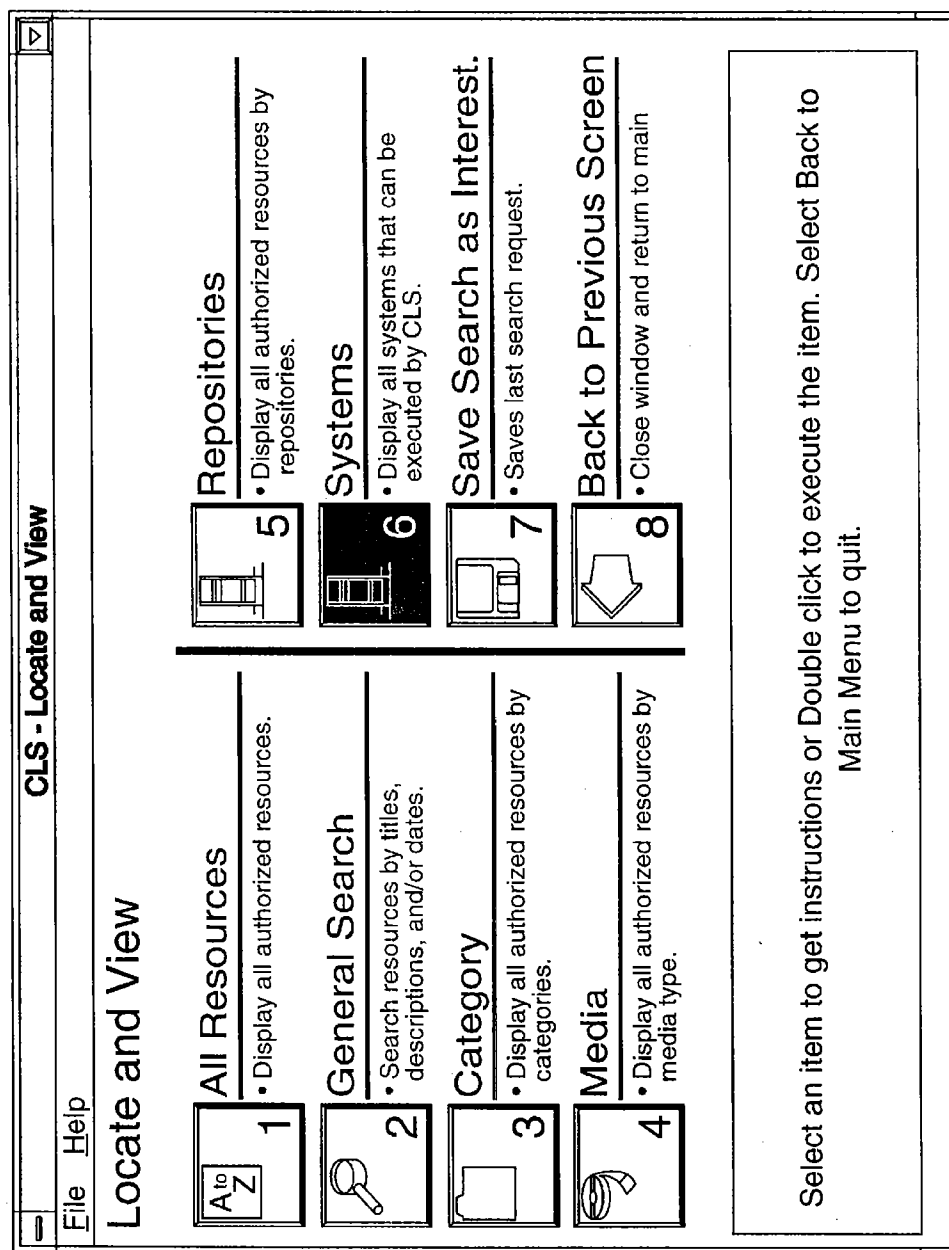 CLS - Locate and View
File Help
Locate and View
A to Z
1
All Resources
• Display all authorized resources.
2
General Search
• Search resources by titles,
descriptions, and/or dates.
3
Category
• Display all authorized resources by
categories.
4
Media
• Display all authorized resources by
media type.
5
Repositories
• Display all authorized resources by
repositories.
6
Systems
• Display all systems that can be
executed by CLS.
7
Save Search as Interest.
• Saves last search request.
8
Back to Previous Screen
• Close window and return to main
Select an item to get instructions or Double click to execute the item. Select Back to
Main Menu to quit.